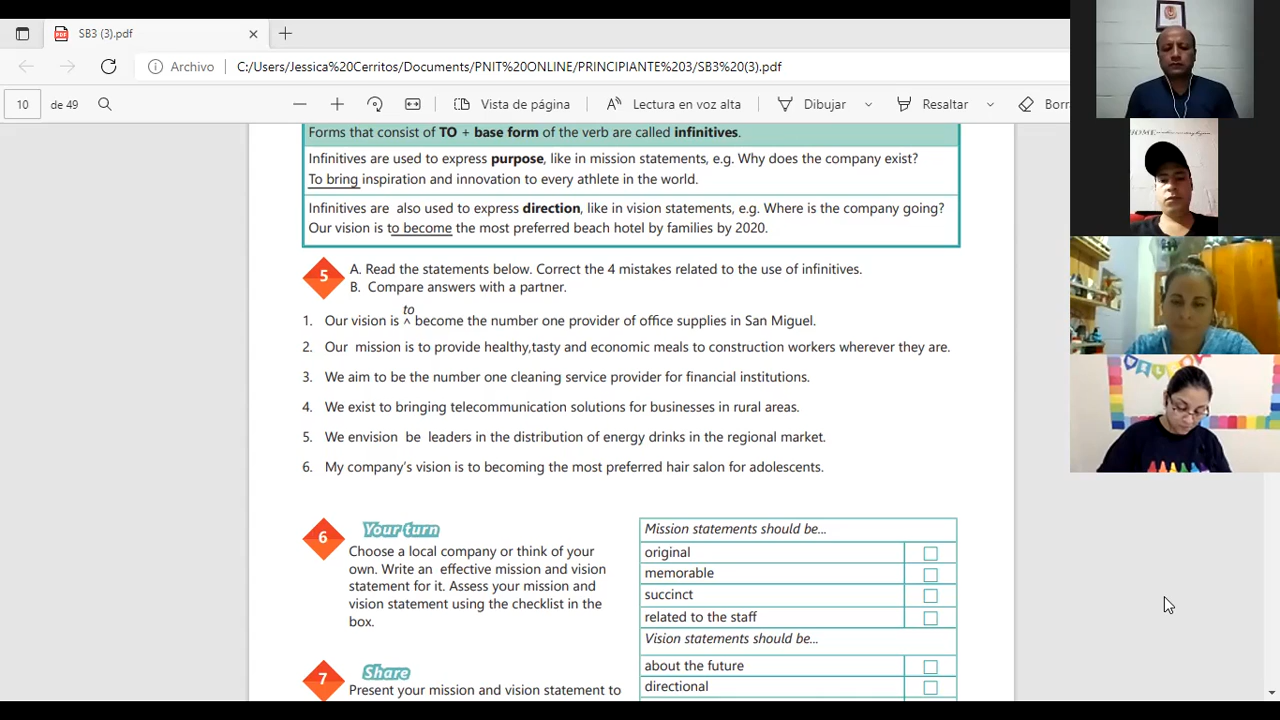 SB3 (3).pdf
Archivo
C:/Users/Jessica%20Cerritos/Documents/PNIT%20ONLINE/PRINCIPIANTE%203/SB3%20(3).pdf
10
de 49
Vista de página
Lectura en voz alta
Dibujar
Resaltar
Borr
Forms that consist of TO + base form of the verb are called infinitives.
Infinitives are used to express purpose, like in mission statements, e.g. Why does the company exist?
To bring inspiration and innovation to every athlete in the world.
Infinitives are also used to express direction, like in vision statements, e.g. Where is the company going?
Our vision is to become the most preferred beach hotel by families by 2020.
5
A. Read the statements below. Correct the 4 mistakes related to the use of infinitives.
B. Compare answers with a partner.
to
1. Our vision is ^ become the number one provider of office supplies in San Miguel.
2. Our mission is to provide healthy,tasty and economic meals to construction workers wherever they are.
3. We aim to be the number one cleaning service provider for financial institutions.
4. We exist to bringing telecommunication solutions for businesses in rural areas.
5. We envision be leaders in the distribution of energy drinks in the regional market.
6. My company's vision is to becoming the most preferred hair salon for adolescents.
6
Your turn
Choose a local company or think of your
own. Write an effective mission and vision
statement for it. Assess your mission and
vision statement using the checklist in the
box.
Mission statements should be...
original
memorable
succinct
related to the staff
Vision statements should be...
about the future
directional
7
Share
Present your mission and vision statement to